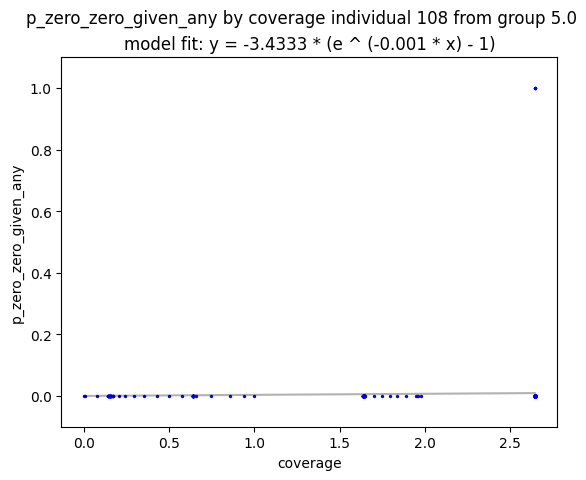 p_zero_zero_given_any by coverage individual 108 from group 5.0
model fit: y = -3.4333 * (e ^ (-0.001 * x) - 1)
1.0
0.8
0.6
0.4
0.2
0.0
p_zero_zero_given_any
0.0 0.5 1.0 1.5 2.0 2.5
coverage